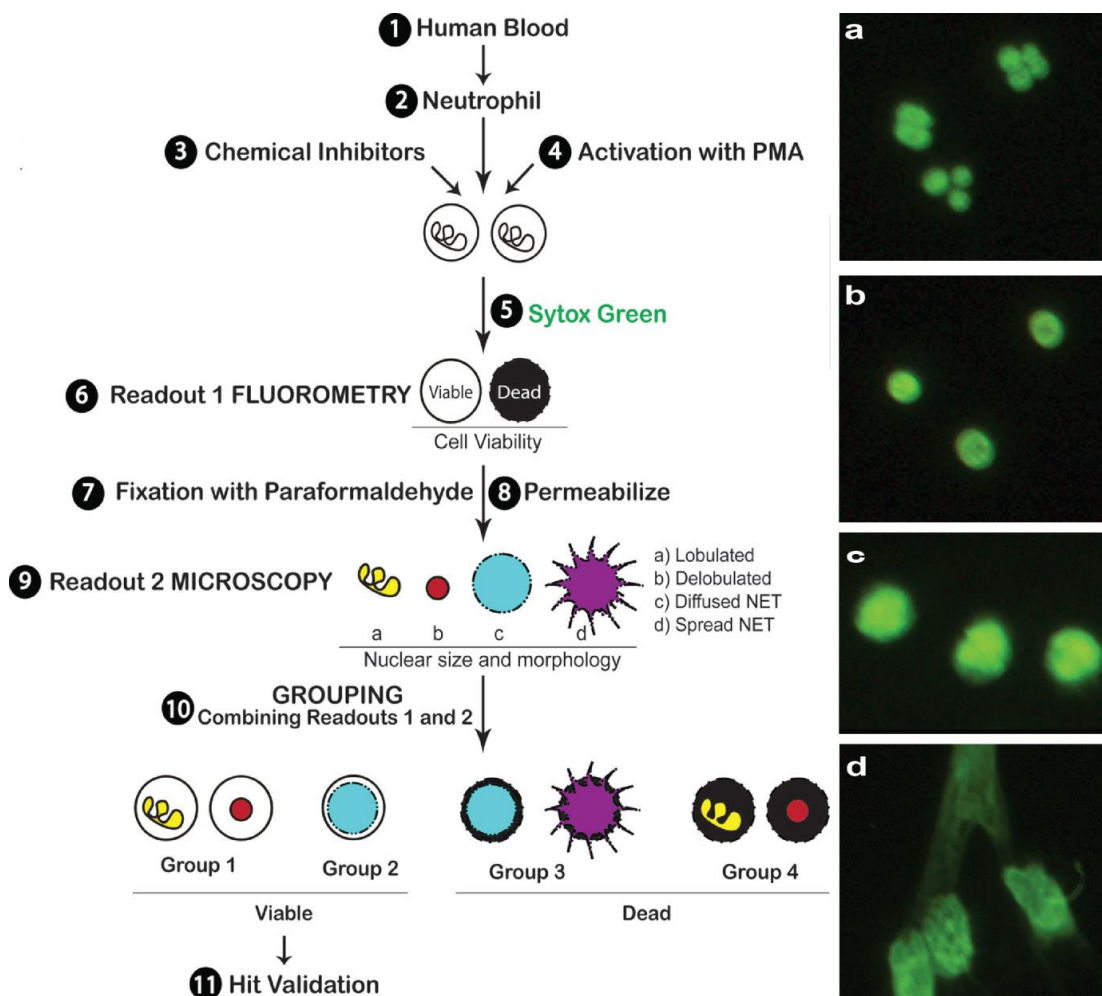 1 Human Blood
2 Neutrophil
3 Chemical Inhibitors
4 Activation with PMA
5 Sytox Green
6 Readout 1 FLUOROMETRY
Viable
Dead
Cell Viability
7 Fixation with Paraformaldehyde
8 Permeabilize
9 Readout 2 MICROSCOPY
a) Lobulated
b) Delobulated
c) Diffused NET
d) Spread NET
a b c d
Nuclear size and morphology
GROUPING
10 Combining Readouts 1 and 2
Group 1
Group 2
Group 3
Group 4
Viable
Dead
11 Hit Validation
a
b
c
d